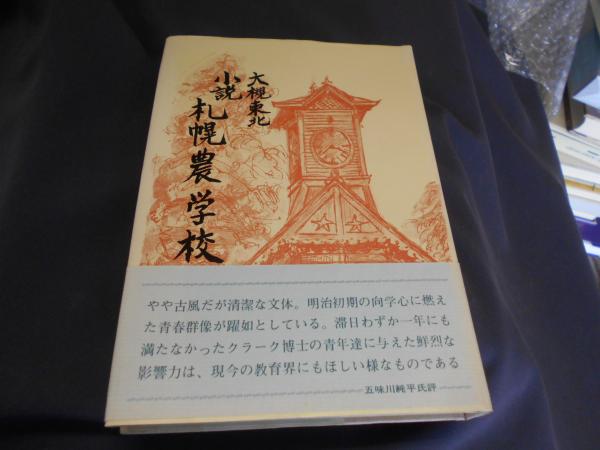 大槻東北
小説
札幌農学校
やや古風だが清潔な文体。明治初期の向学心に燃え
た青春群像が躍如としている。滞日わずか一年にも
満たなかったクラーク博士の青年達に与えた鮮烈な
影響力は、現今の教育界にもほしい様なものである
五味川純平氏評